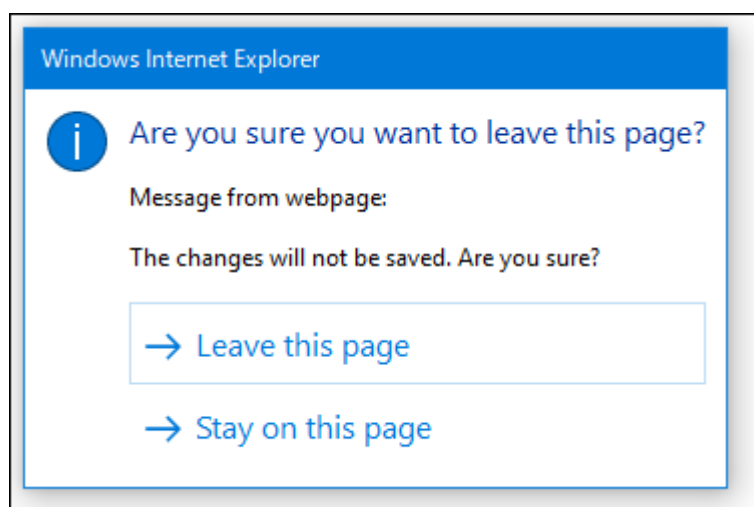 Windows Internet Explorer
Are you sure you want to leave this page?
Message from webpage:
The changes will not be saved. Are you sure?
→ Leave this page
→ Stay on this page